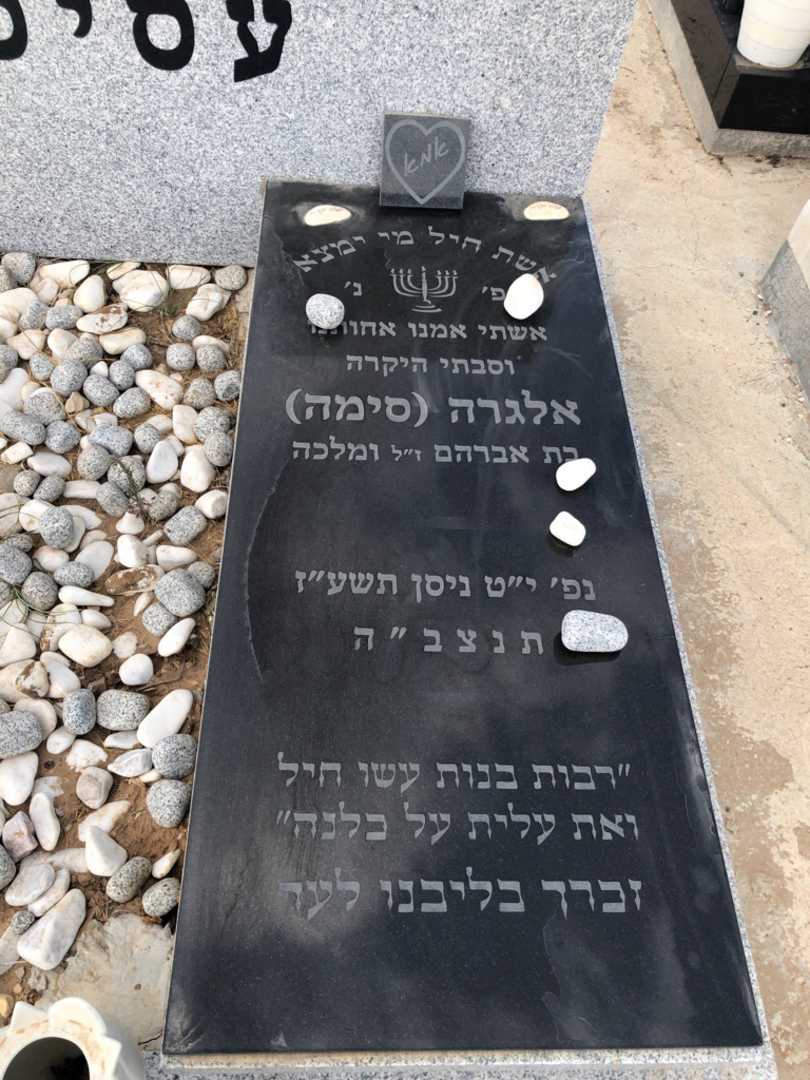 אמא
אשת חיל מי ימצא
פ׳ נ׳
אשתי אמנו אחותנו
וסבתי היקרה
אלגרה (סימה)
בת אברהם ז״ל ומלכה
נפ׳ י״ט ניסן תשע״ז
ת נ צ ב ״ ה
"רבות בנות עשו חיל
ואת עלית על כלנה"
זכרך בליבנו לעד